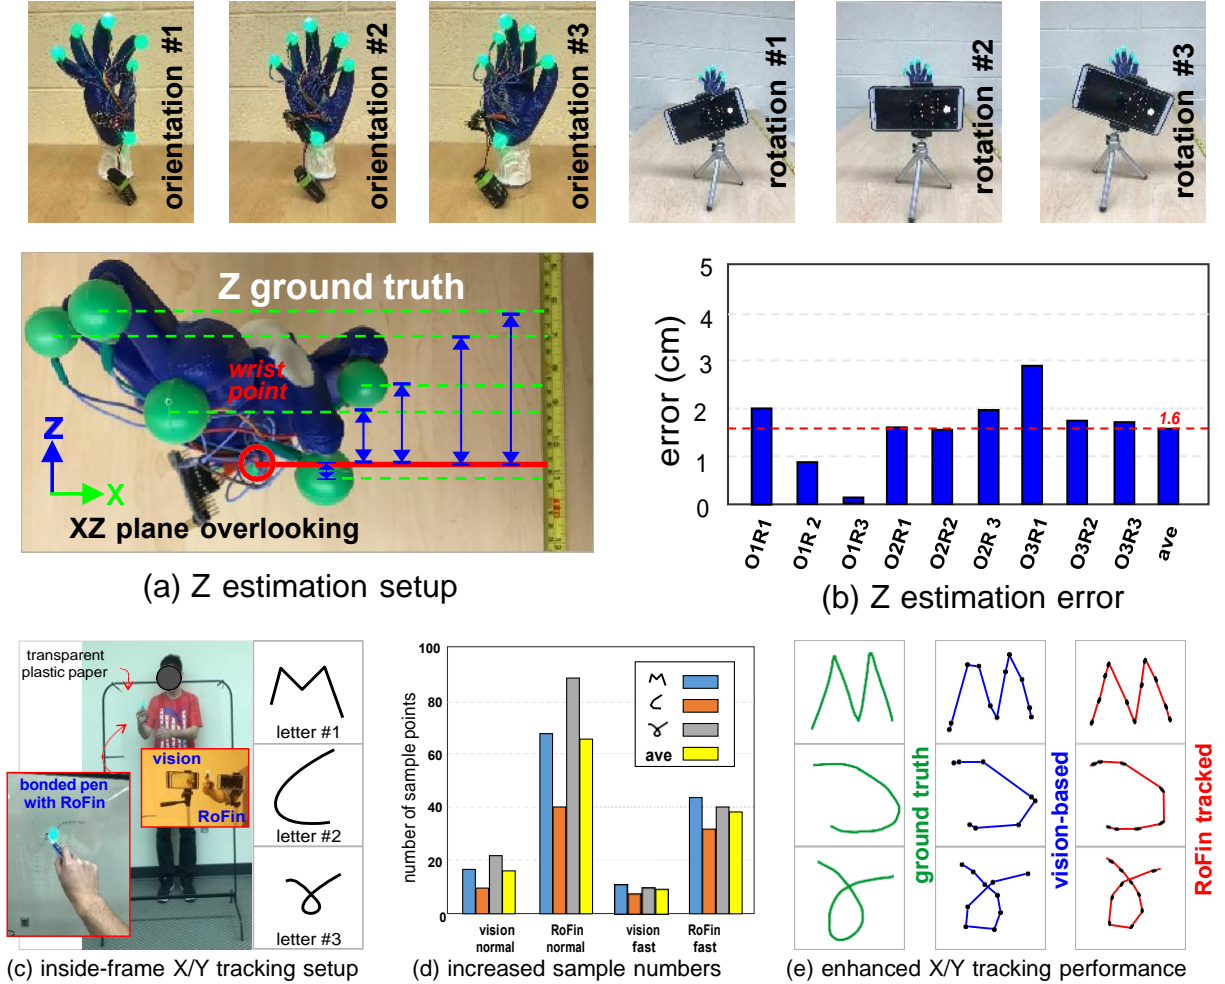 orientation #1
orientation #2
orientation #3
rotation #1
rotation #2
rotation #3
Z ground truth
wrist
point
Z
X
XZ plane overlooking
(a) Z estimation setup
error (cm)
5
4
3
2
1
0
1.6
O1R1
O1R2
O1R3
O2R1
O2R2
O2R3
O3R1
O3R2
O3R3
ave
(b) Z estimation error
transparent
plastic paper
bonded pen
with RoFin
vision
RoFin
letter #1
letter #2
letter #3
(c) inside-frame X/Y tracking setup
number of sample points
100
80
60
40
20
0
ave
vision
normal
RoFin
normal
vision
fast
RoFin
fast
(d) increased sample numbers
ground truth
vision-based
RoFin tracked
(e) enhanced X/Y tracking performance